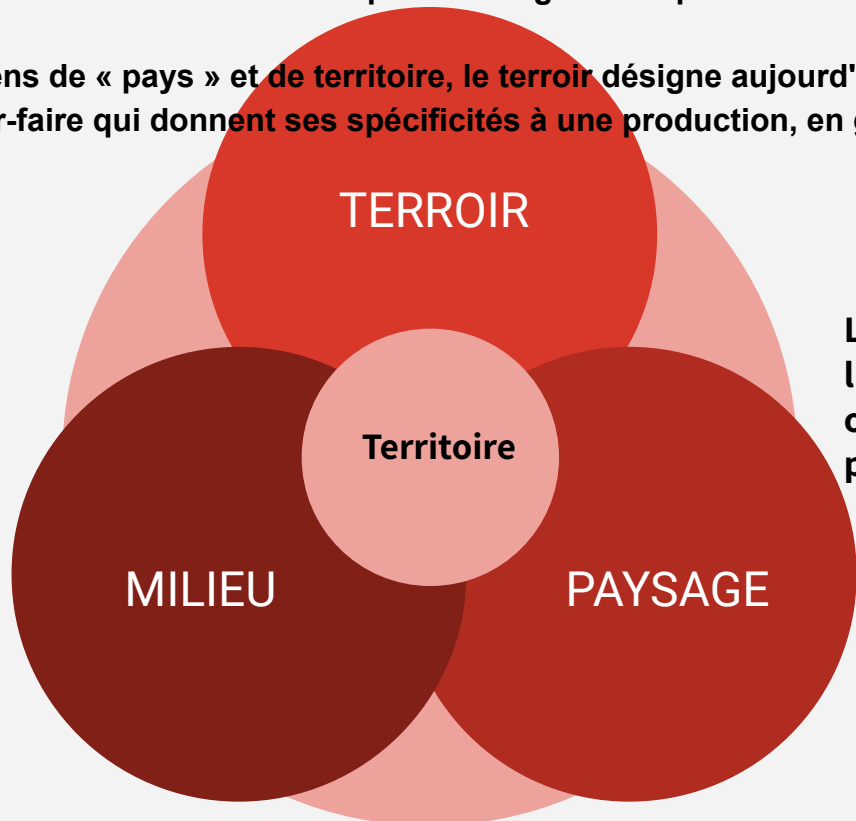 ens de « pays » et de territoire, le terroir désigne aujourd'
r-faire qui donnent ses spécificités à une production, en
TERROIR
Territoire
MILIEU
PAYSAGE